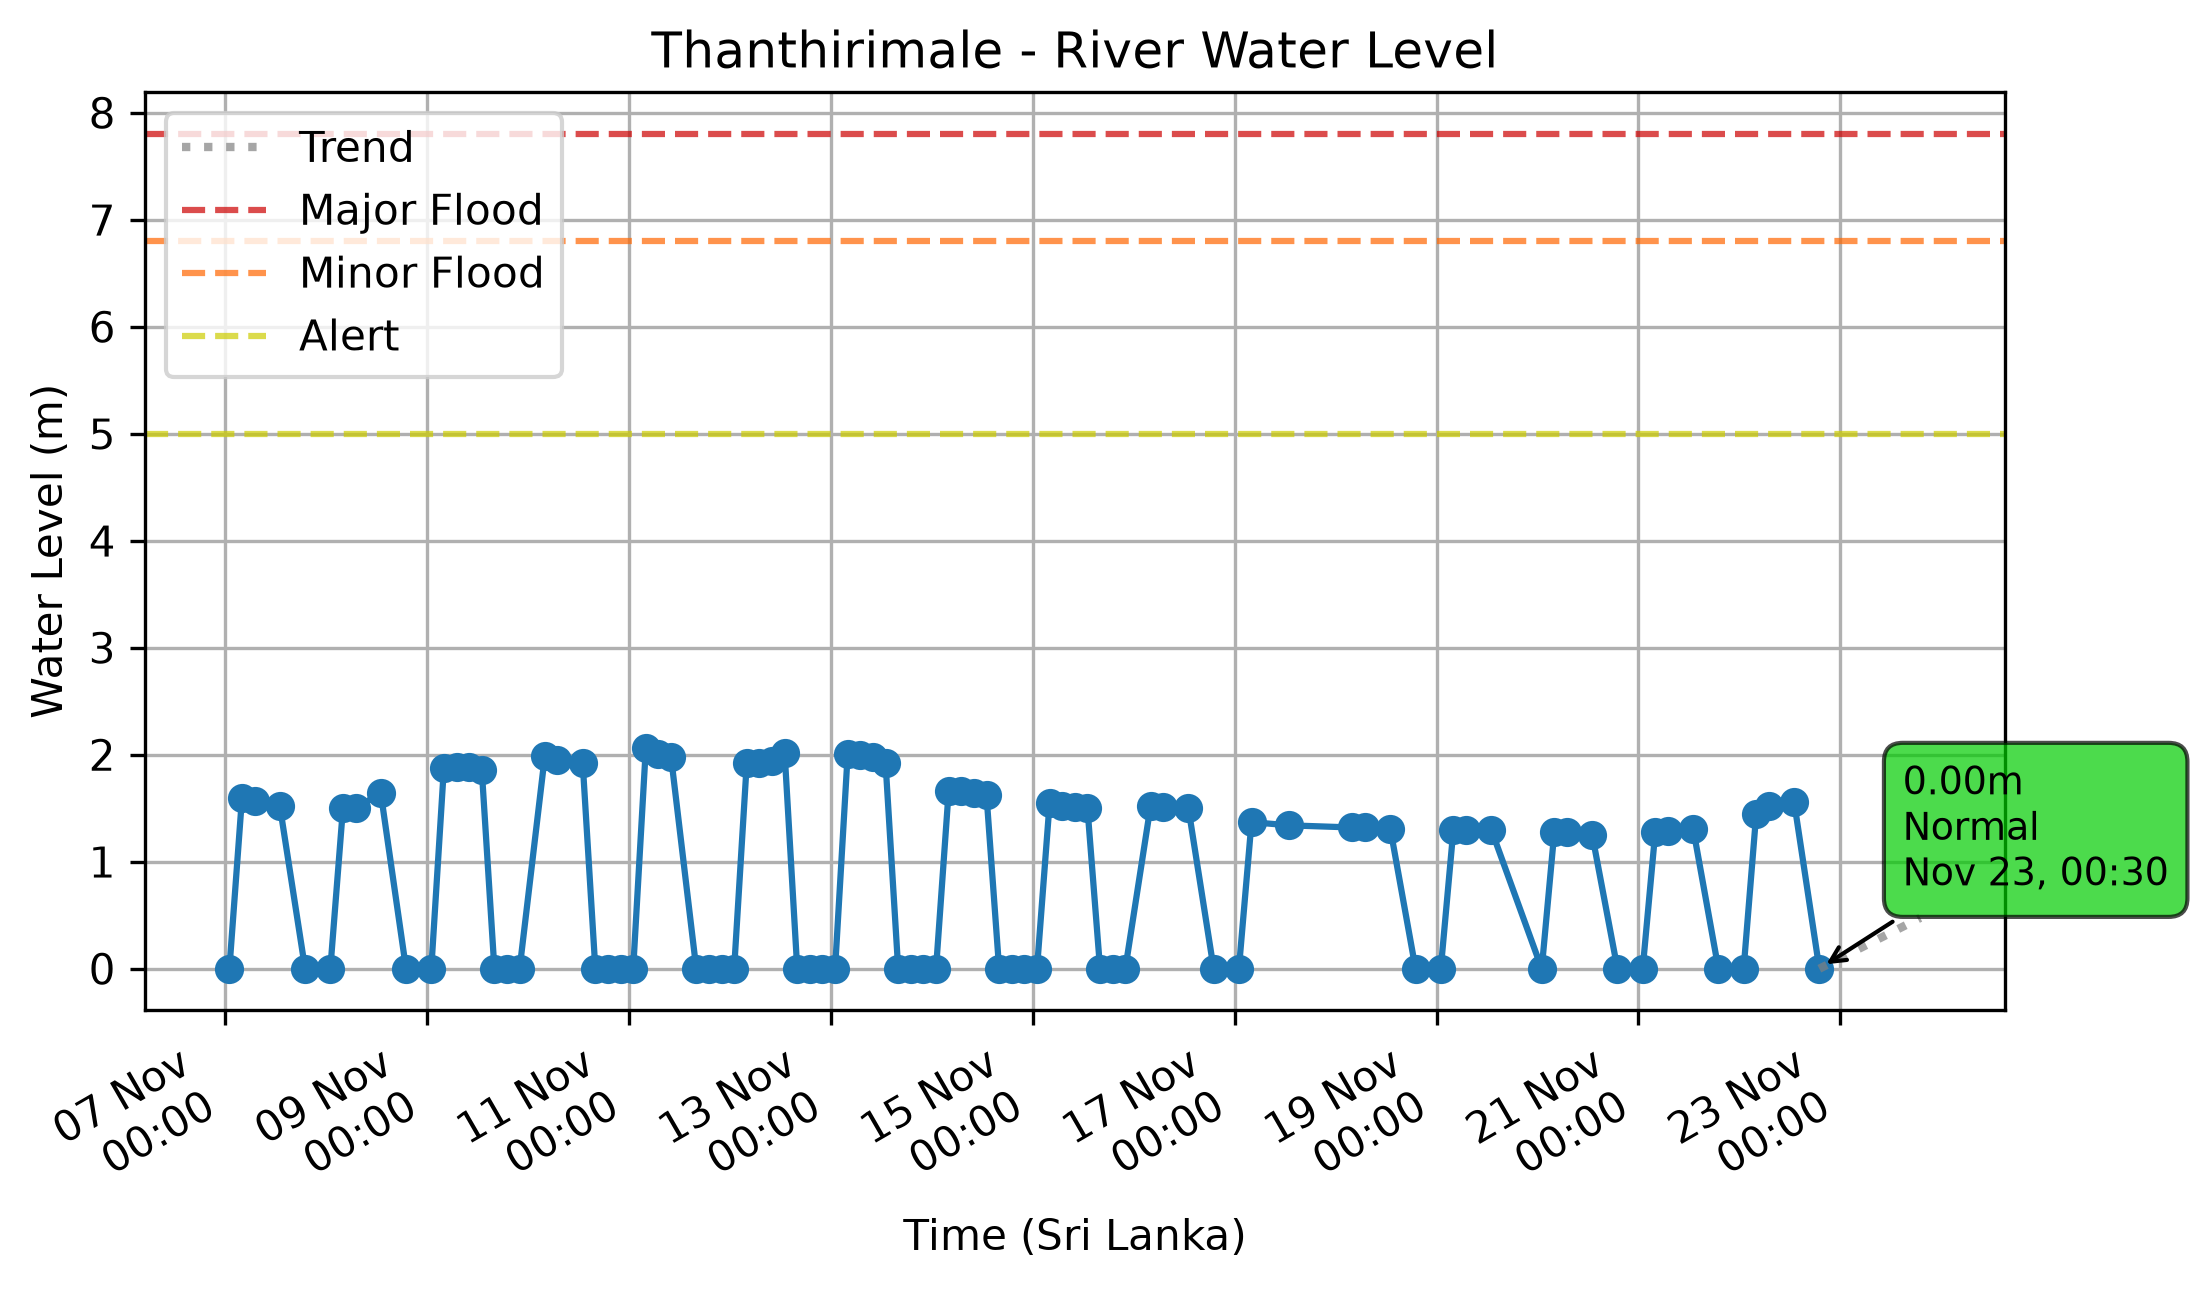 Thanthirimale - River Water Level
Water Level (m)
8
7
6
5
4
3
2
1
0
Trend
Major Flood
Minor Flood
Alert
0.00m
Normal
Nov 23, 00:30
07 Nov
00:00
09 Nov
00:00
11 Nov
00:00
13 Nov
00:00
15 Nov
00:00
17 Nov
00:00
19 Nov
00:00
21 Nov
00:00
23 Nov
00:00
Time (Sri Lanka)